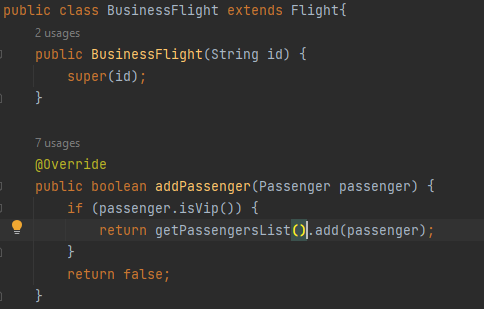 public class BusinessFlight extends Flight{
2 usages
public BusinessFlight(String id) {
super(id);
}
7 usages
@Override
public boolean addPassenger(Passenger passenger) {
if (passenger.isVip()) {
return getPassengersList().add(passenger);
}
return false;
}